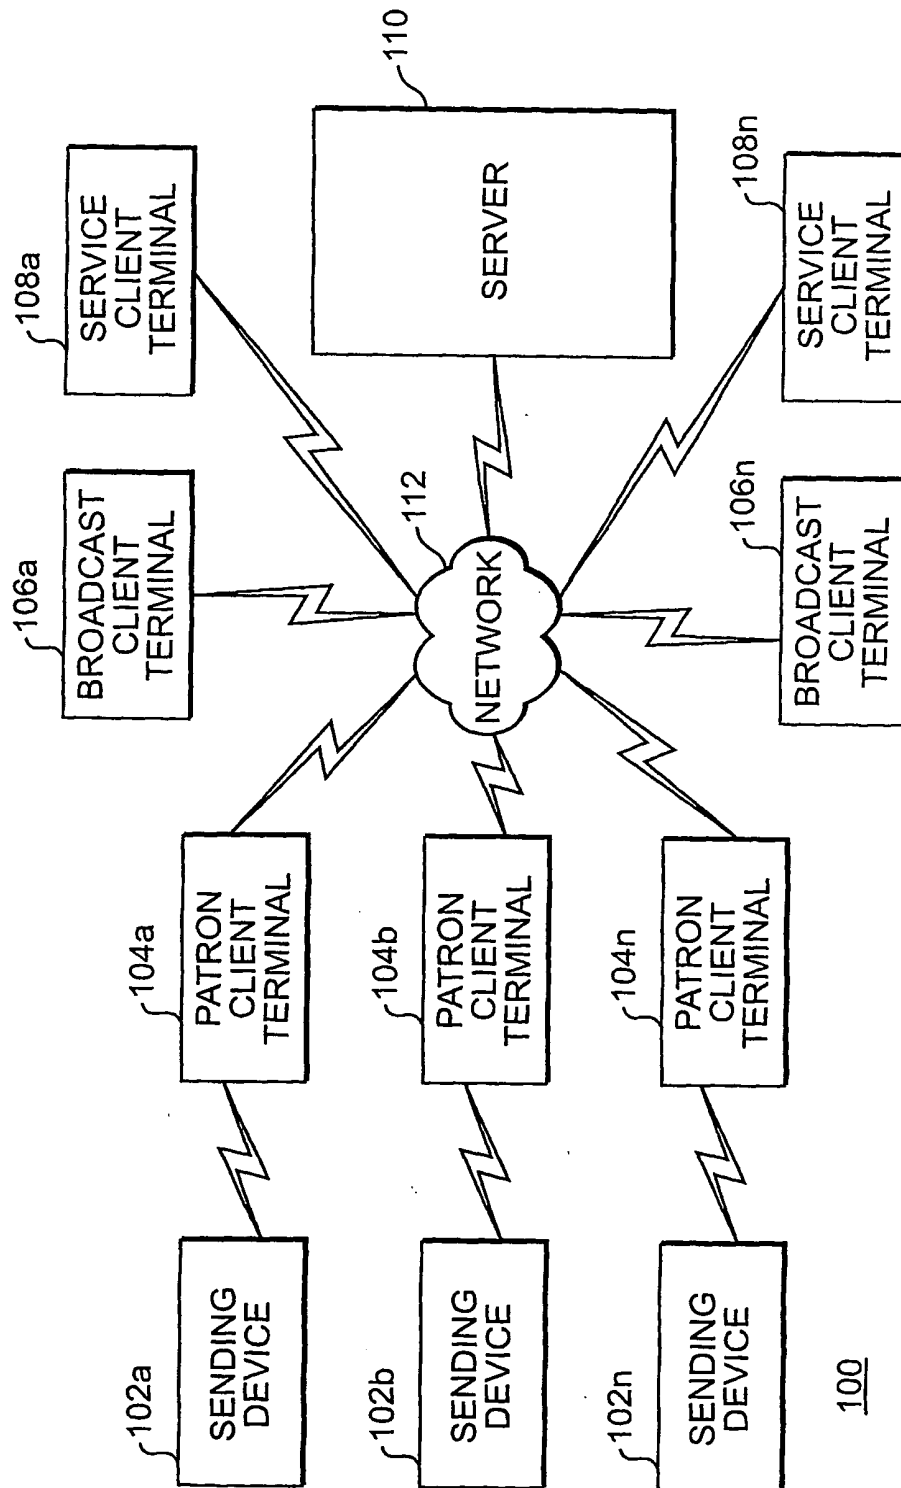 106a
BROADCAST
CLIENT
TERMINAL
108a
SERVICE
CLIENT
TERMINAL
102a
SENDING
DEVICE
104a
PATRON
CLIENT
TERMINAL
102b
SENDING
DEVICE
104b
PATRON
CLIENT
TERMINAL
112
NETWORK
110
SERVER
102n
SENDING
DEVICE
104n
PATRON
CLIENT
TERMINAL
106n
BROADCAST
CLIENT
TERMINAL
108n
SERVICE
CLIENT
TERMINAL
100